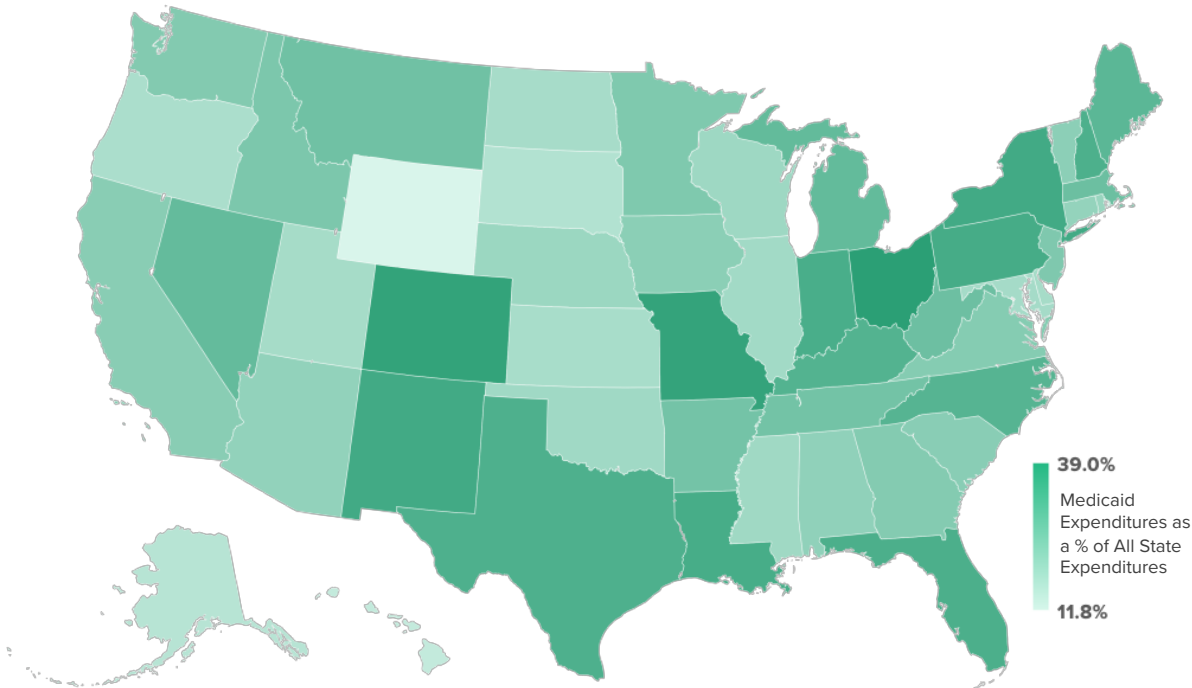 39.0%
Medicaid
Expenditures as
a % of All State
Expenditures
11.8%